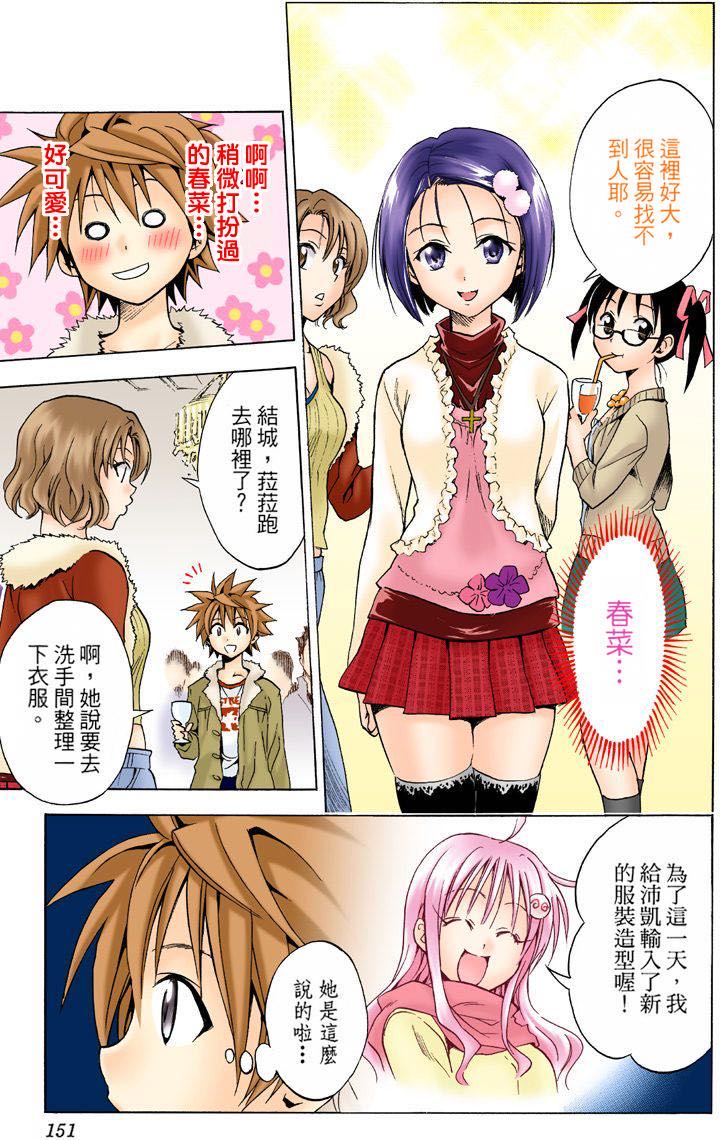 這裡好大，
很容易找不
到人耶。
春菜…
啊啊…
稍微打扮過
的春菜…
好可愛…
結城，菈菈跑
去哪裡了？
啊，她說要去
洗手間整理一
下衣服。
為了這一天，我
給沛凱輸入了新
的服裝造型喔！
她是這麼
說的啦…
151